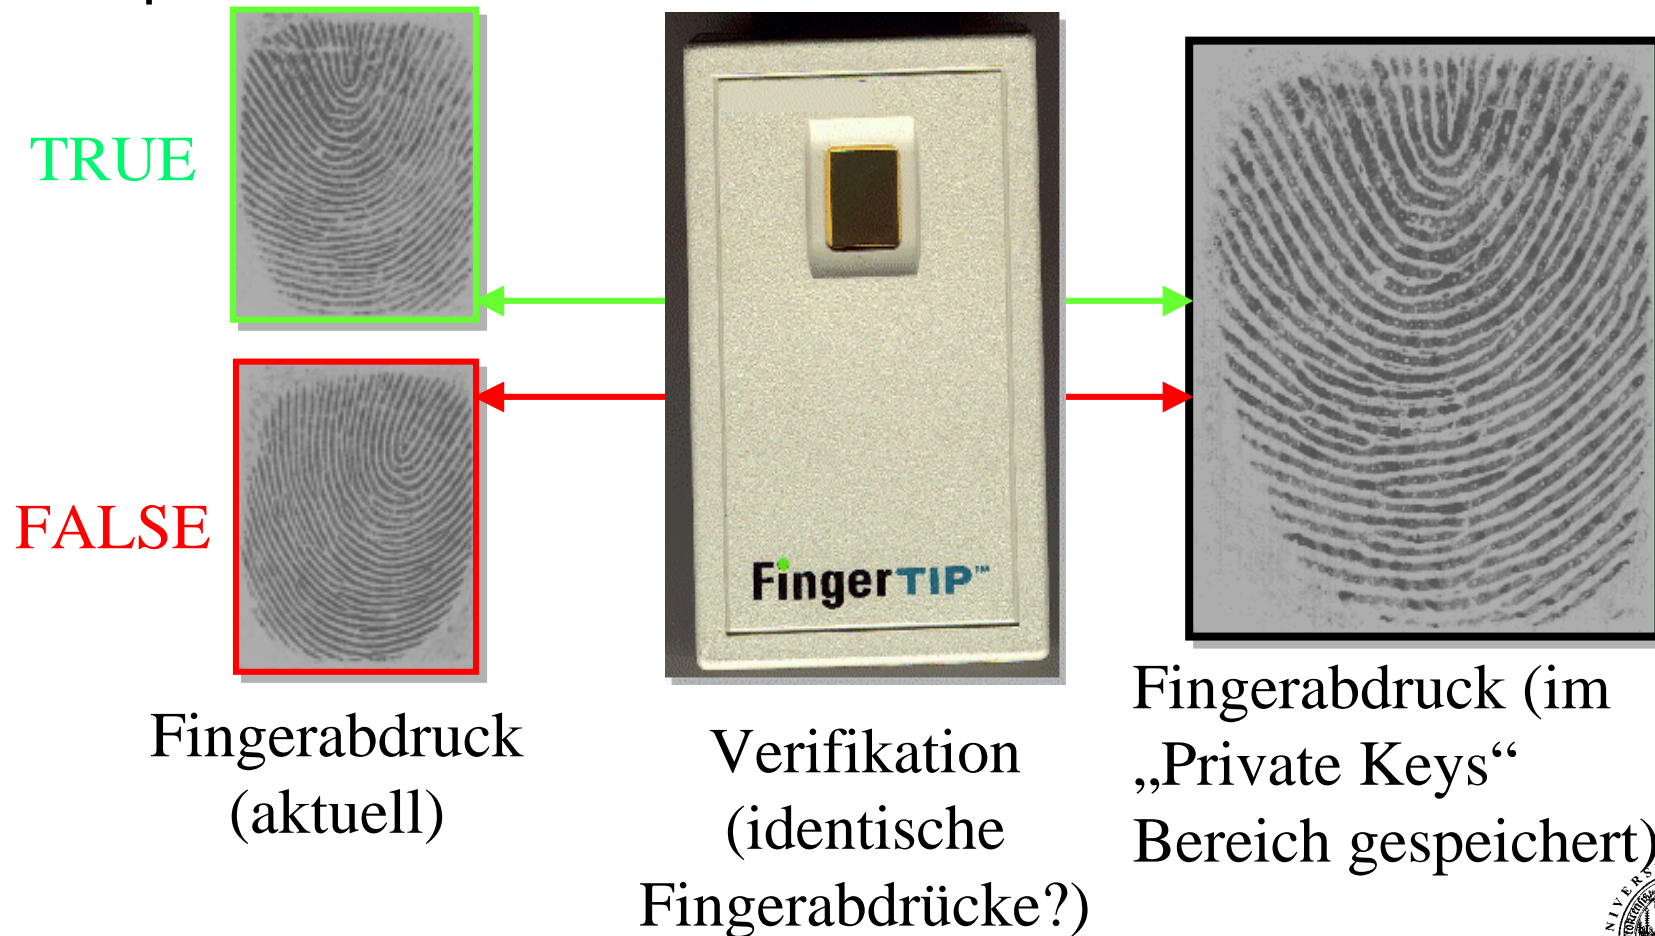 TRUE
FALSE
FingerTIP™
Fingerabdruck
(aktuell)
Verifikation
(identische
Fingerabdrücke?)
Fingerabdruck (im
„Private Keys“
Bereich gespeichert)